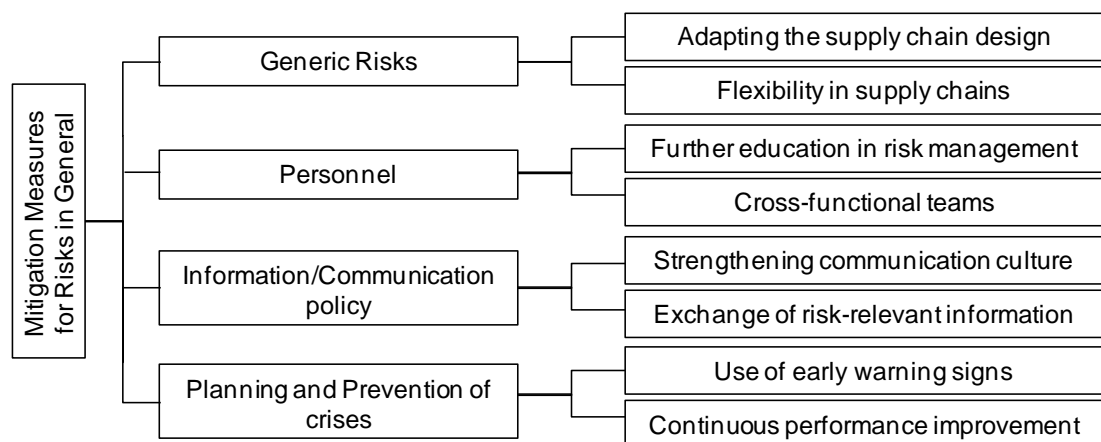 Mitigation Measures
for Risks in General
Generic Risks
Adapting the supply chain design
Flexibility in supply chains
Personnel
Further education in risk management
Cross-functional teams
Information/Communication
policy
Strengthening communication culture
Exchange of risk-relevant information
Planning and Prevention of
crises
Use of early warning signs
Continuous performance improvement